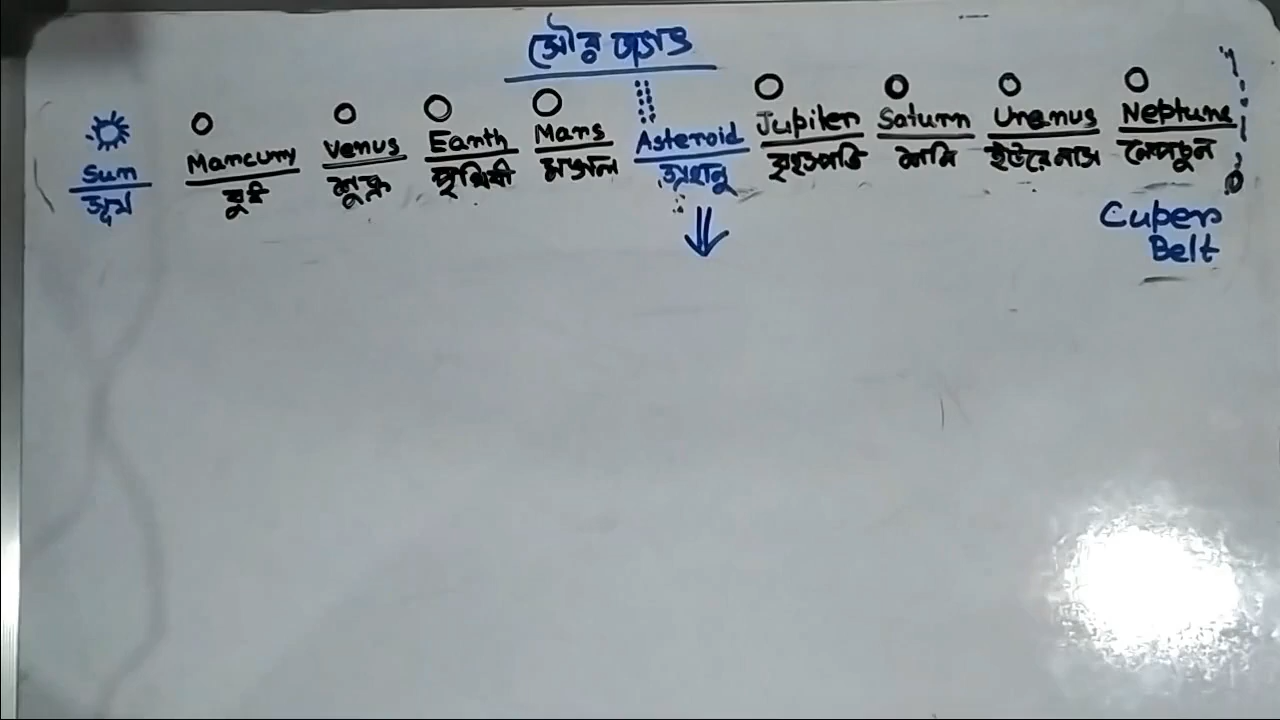 সৌর জগৎ
Sun
সূর্য
Marcury
বুধ
Venus
শুক্র
Earth
পৃথিবী
Mars
মঙ্গল
Asteroid
গ্রহানু
Jupiter
বৃহস্পতি
Saturn
শনি
Uranus
ইউরেনাস
Neptune
নেপচুন
Cuper
Belt